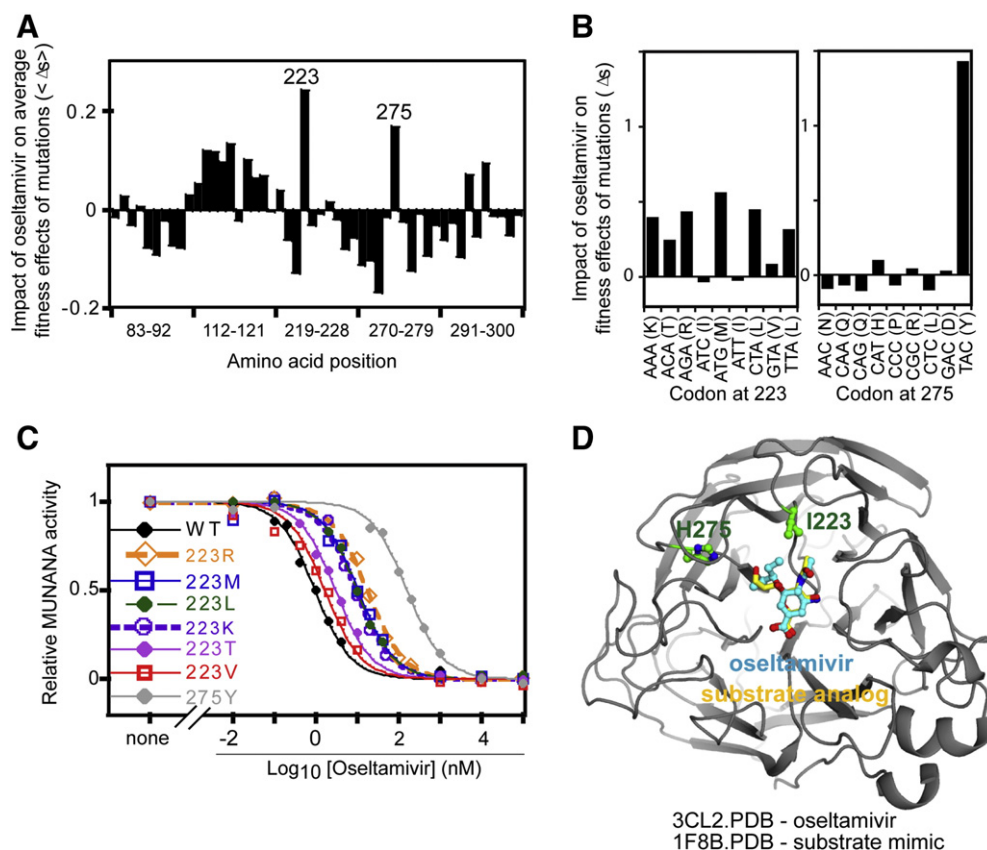 A
Impact of oseltamivir on average
fitness effects of mutations (< Δs>)
0.2
0
-0.2
223
275
83-92
112-121
219-228
270-279
291-300
Amino acid position
B
Impact of oseltamivir on
fitness effects of mutations ( Δs)
1
0
AAA (K)
ACA (T)
AGA (R)
ATC (I)
ATG (M)
ATT (I)
CTA (L)
GTA (V)
TTA (L)
Codon at 223
1
0
AAC (N)
CAA (Q)
CAG (Q)
CAT (H)
CCC (P)
CGC (R)
CTC (L)
GAC (D)
TAC (Y)
Codon at 275
C
Relative MUNANA activity
1
0.5
0
WT
223R
223M
223L
223K
223T
223V
275Y
none
-2
0
2
4
Log10 [Oseltamivir] (nM)
D
H275
I223
oseltamivir
substrate analog
3CL2.PDB - oseltamivir
1F8B.PDB - substrate mimic